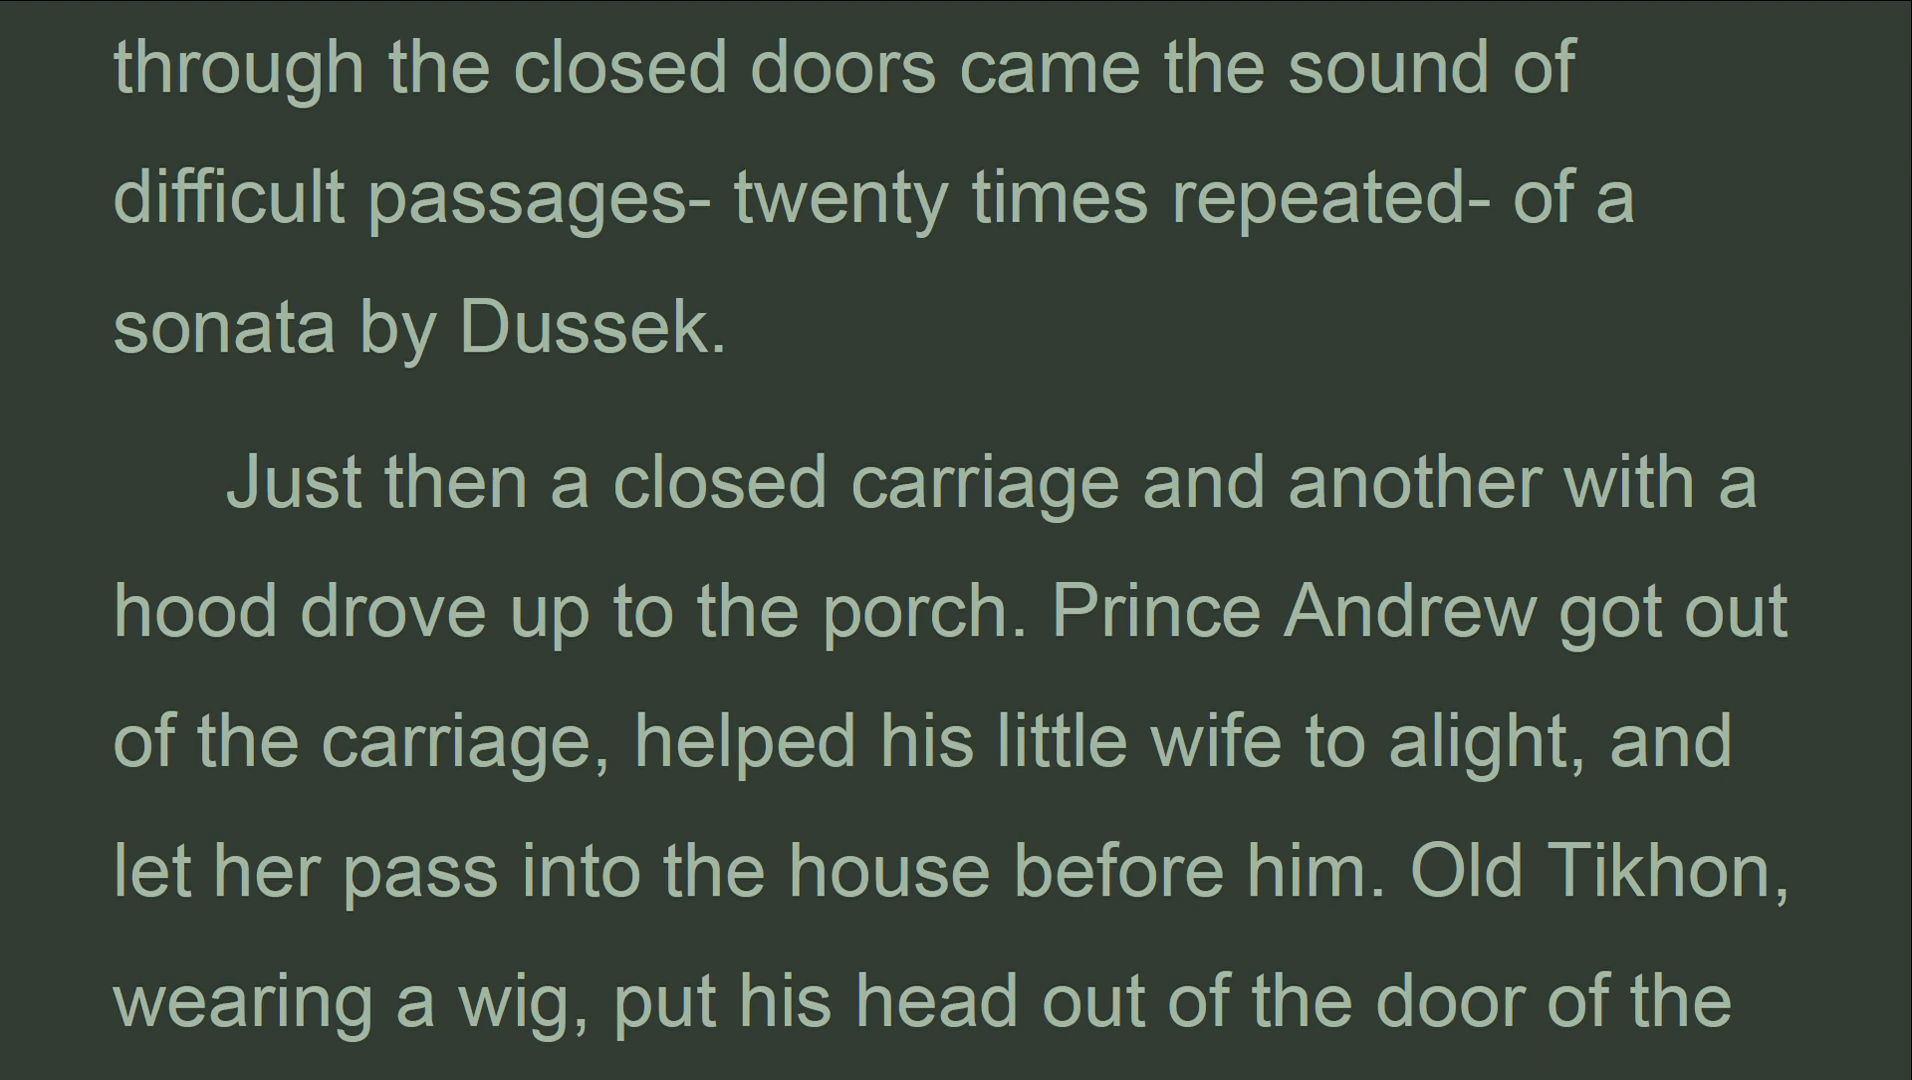 through the closed doors came the sound of
difficult passages- twenty times repeated- of a
sonata by Dussek.
Just then a closed carriage and another with a
hood drove up to the porch. Prince Andrew got out
of the carriage, helped his little wife to alight, and
let her pass into the house before him. Old Tikhon,
wearing a wig, put his head out of the door of the